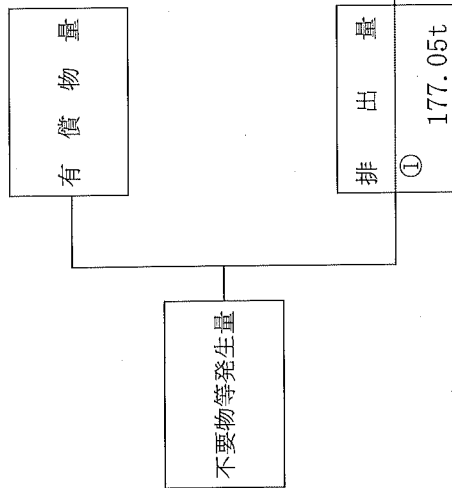 有償物量
不要物等発生量
排出量
①
177.05t